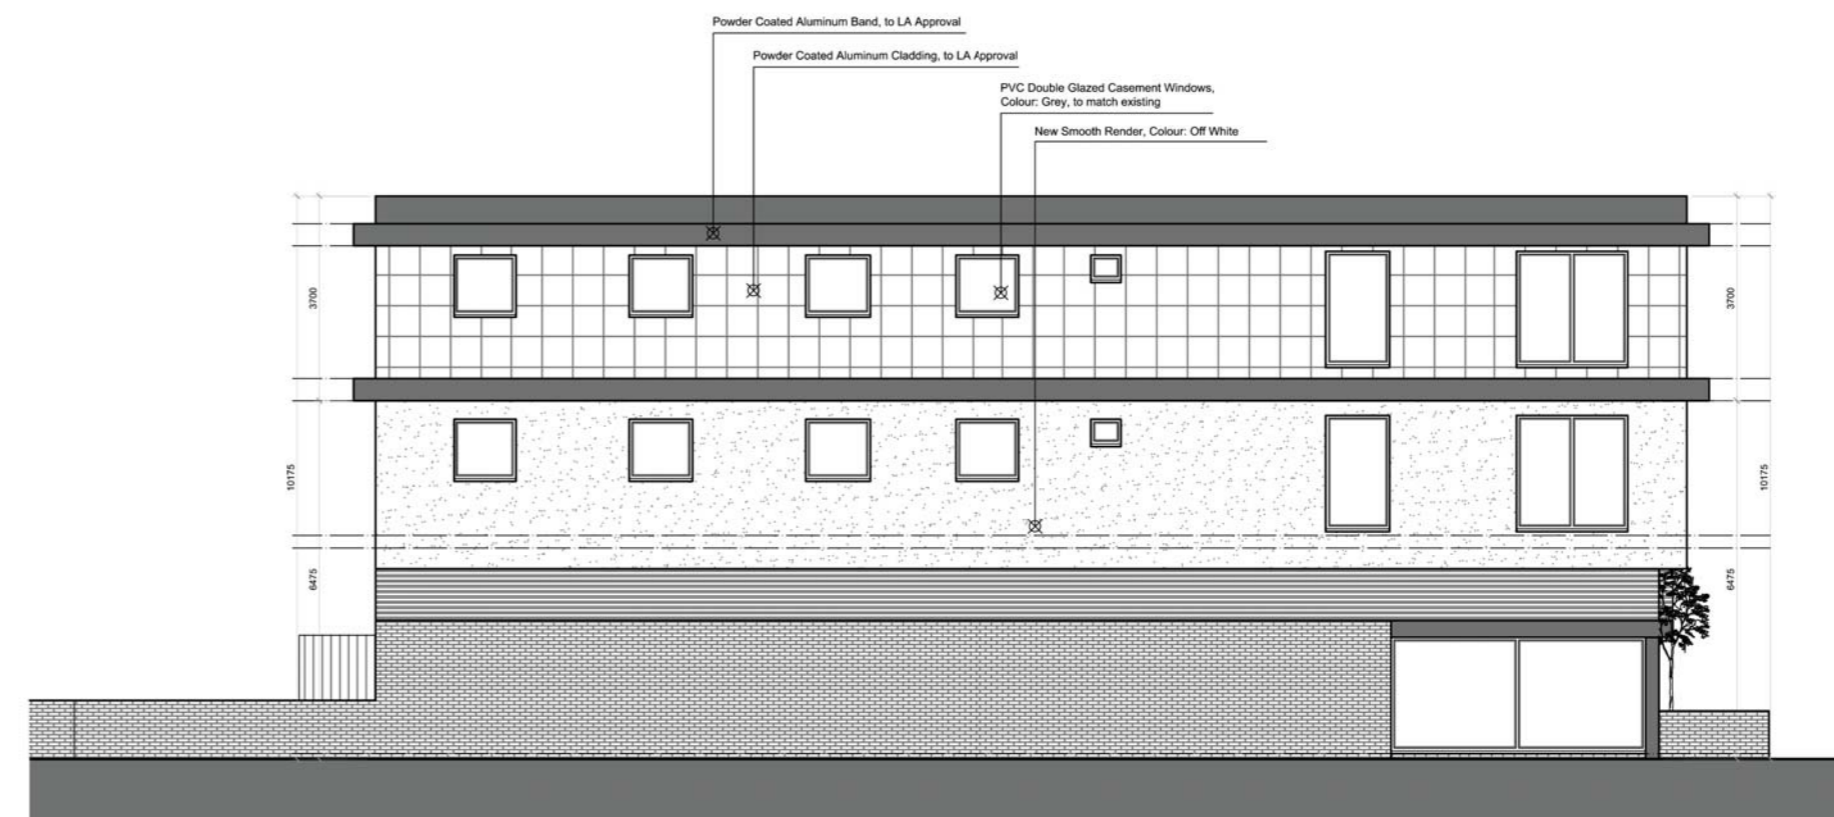 Powder Coated Aluminum Band, to LA Approval
Powder Coated Aluminum Cladding, to LA Approval
PVC Double Glazed Casement Windows,
Colour: Grey, to match existing
New Smooth Render, Colour: Off White
3700
3700
10175
10175
6475
6475